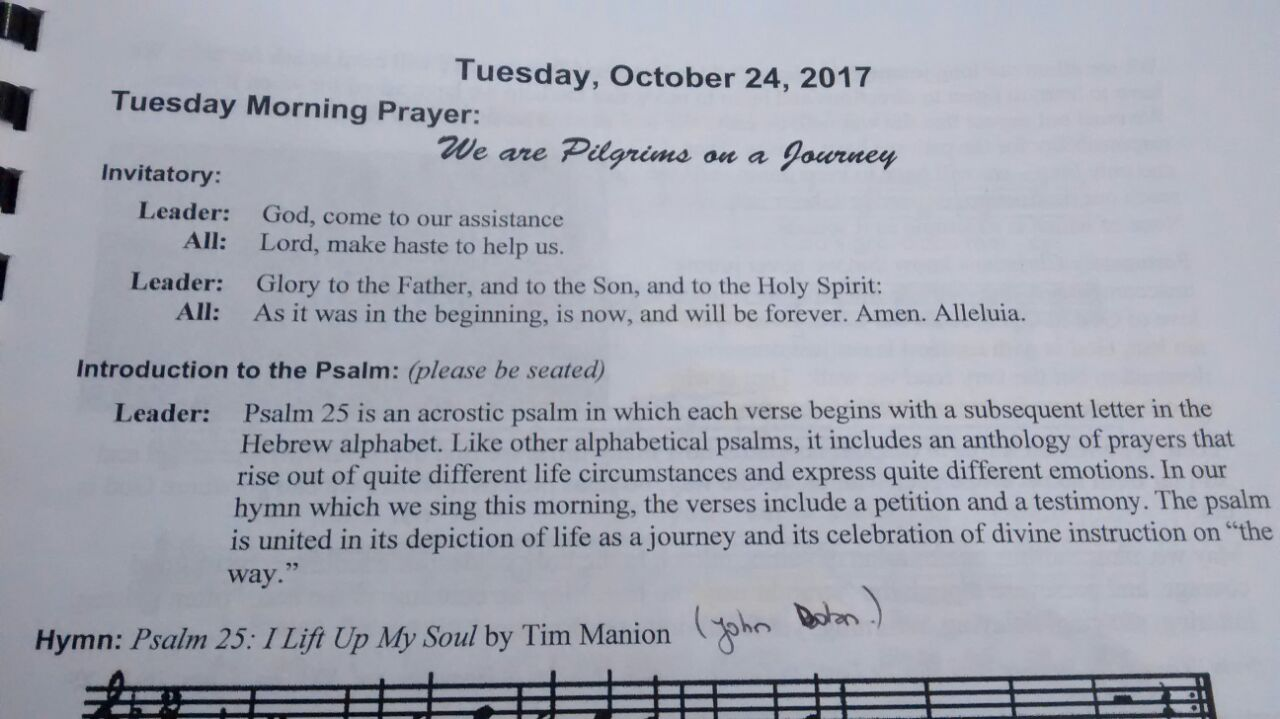 Tuesday, October 24, 2017
Tuesday Morning Prayer:
We are Pilgrims on a Journey
Invitatory:
Leader: God, come to our assistance
All: Lord, make haste to help us.
Leader: Glory to the Father, and to the Son, and to the Holy Spirit:
All: As it was in the beginning, is now, and will be forever. Amen. Alleluia.
Introduction to the Psalm: (please be seated)
Leader: Psalm 25 is an acrostic psalm in which each verse begins with a subsequent letter in the
Hebrew alphabet. Like other alphabetical psalms, it includes an anthology of prayers that
rise out of quite different life circumstances and express quite different emotions. In our
hymn which we sing this morning, the verses include a petition and a testimony. The psalm
is united in its depiction of life as a journey and its celebration of divine instruction on “the
way.”
Hymn: Psalm 25: I Lift Up My Soul by Tim Manion (John